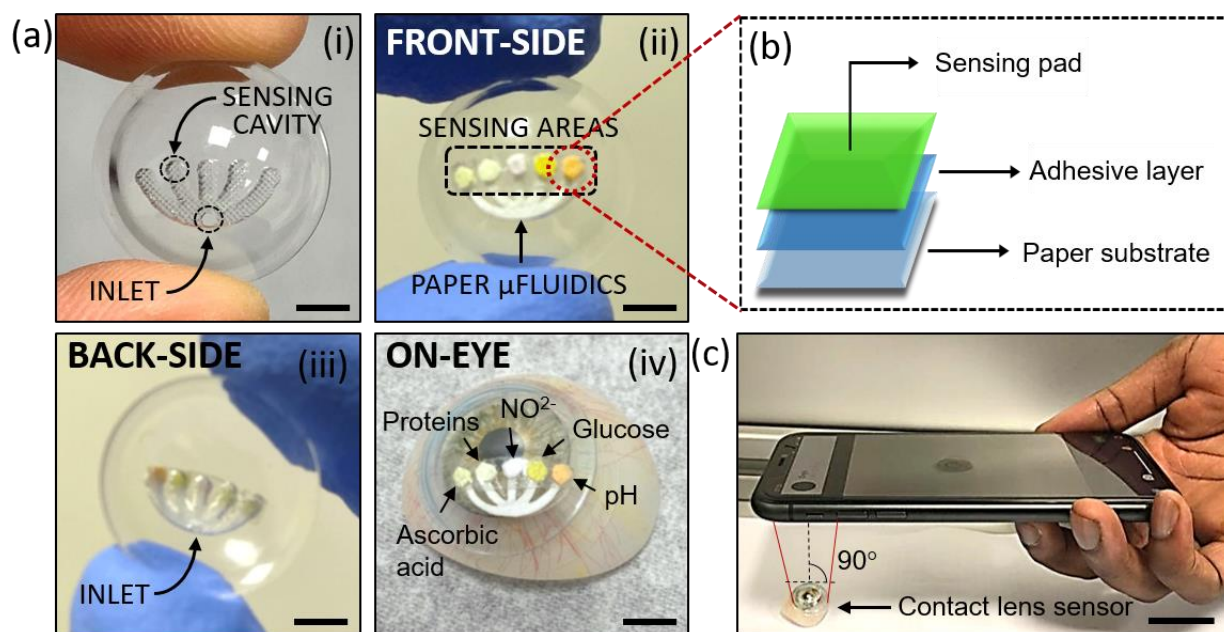 (a)
(i)
SENSING
CAVITY
INLET
FRONT-SIDE
(ii)
SENSING AREAS
PAPER µFLUIDICS
(b)
Sensing pad
Adhesive layer
Paper substrate
BACK-SIDE
(iii)
INLET
ON-EYE
(iv)
Proteins
NO²⁻
Glucose
pH
Ascorbic
acid
(c)
90°
Contact lens sensor